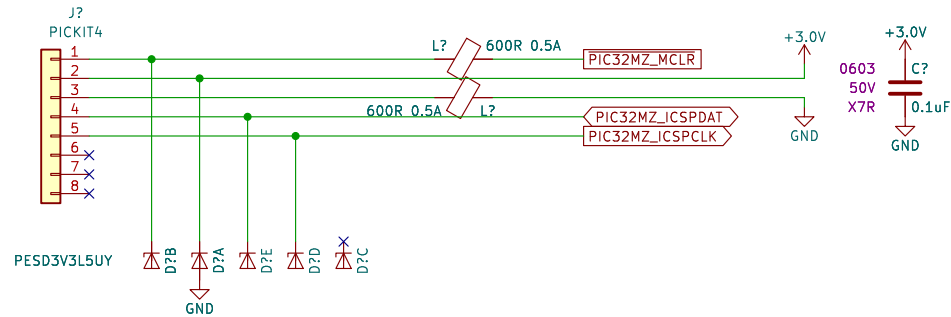 J?
PICKIT4
1
2
3
4
5
6
7
8
L?
600R 0.5A
600R 0.5A
L?
PIC32MZ_MCLR
PIC32MZ_ICSPDAT
PIC32MZ_ICSPCLK
+3.0V
GND
+3.0V
0603
50V
X7R
C?
0.1uF
GND
PESD3V3L5UY
D?B
D?A
D?E
D?D
D?C
GND